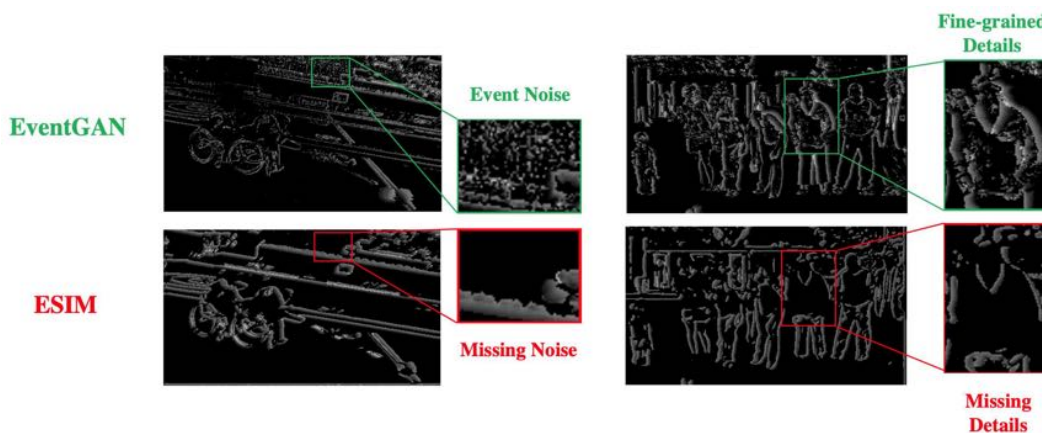 Fine-grained
Details
Event Noise
EventGAN
ESIM
Missing Noise
Missing
Details